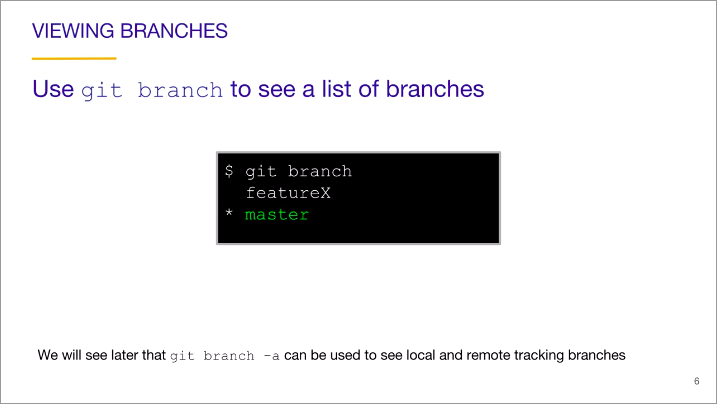 VIEWING BRANCHES
Use git branch to see a list of branches
$ git branch
featureX
* master
We will see later that git branch -a can be used to see local and remote tracking branches
6